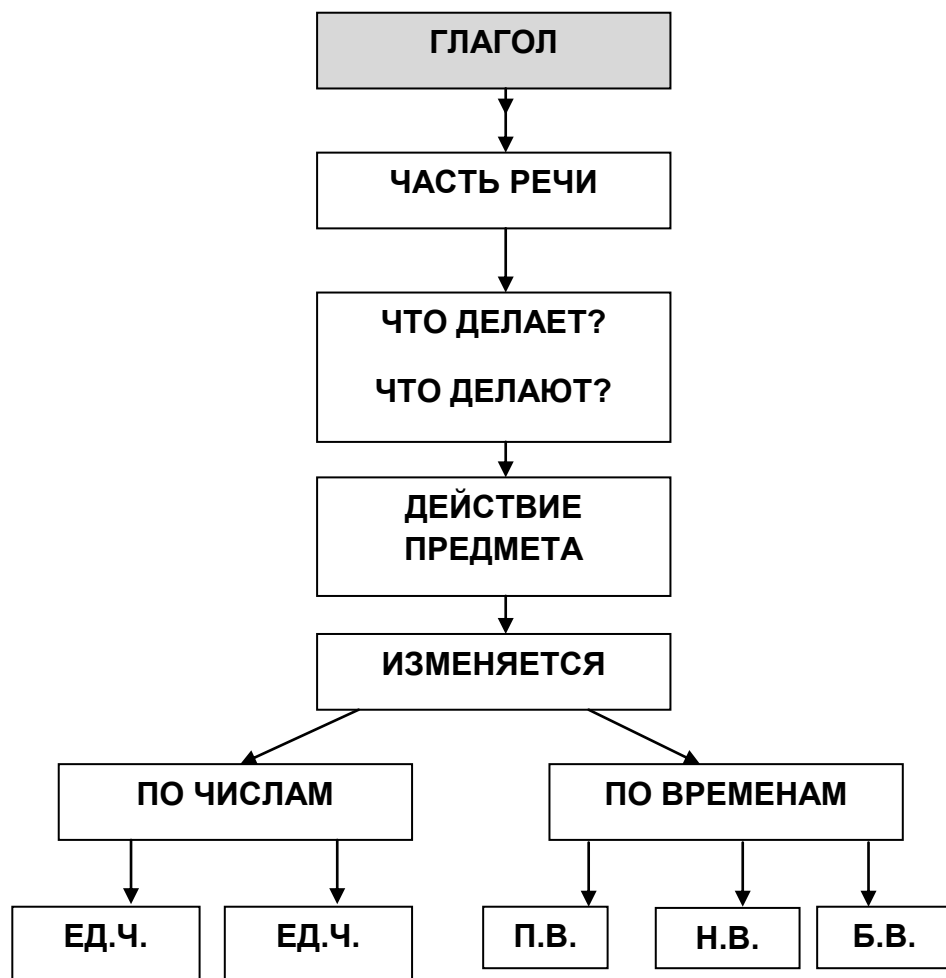 ГЛАГОЛ
ЧАСТЬ РЕЧИ
ЧТО ДЕЛАЕТ?
ЧТО ДЕЛАЮТ?
ДЕЙСТВИЕ
ПРЕДМЕТА
ИЗМЕНЯЕТСЯ
ПО ЧИСЛАМ
ПО ВРЕМЕНАМ
ЕД.Ч.
ЕД.Ч.
П.В.
Н.В.
Б.В.